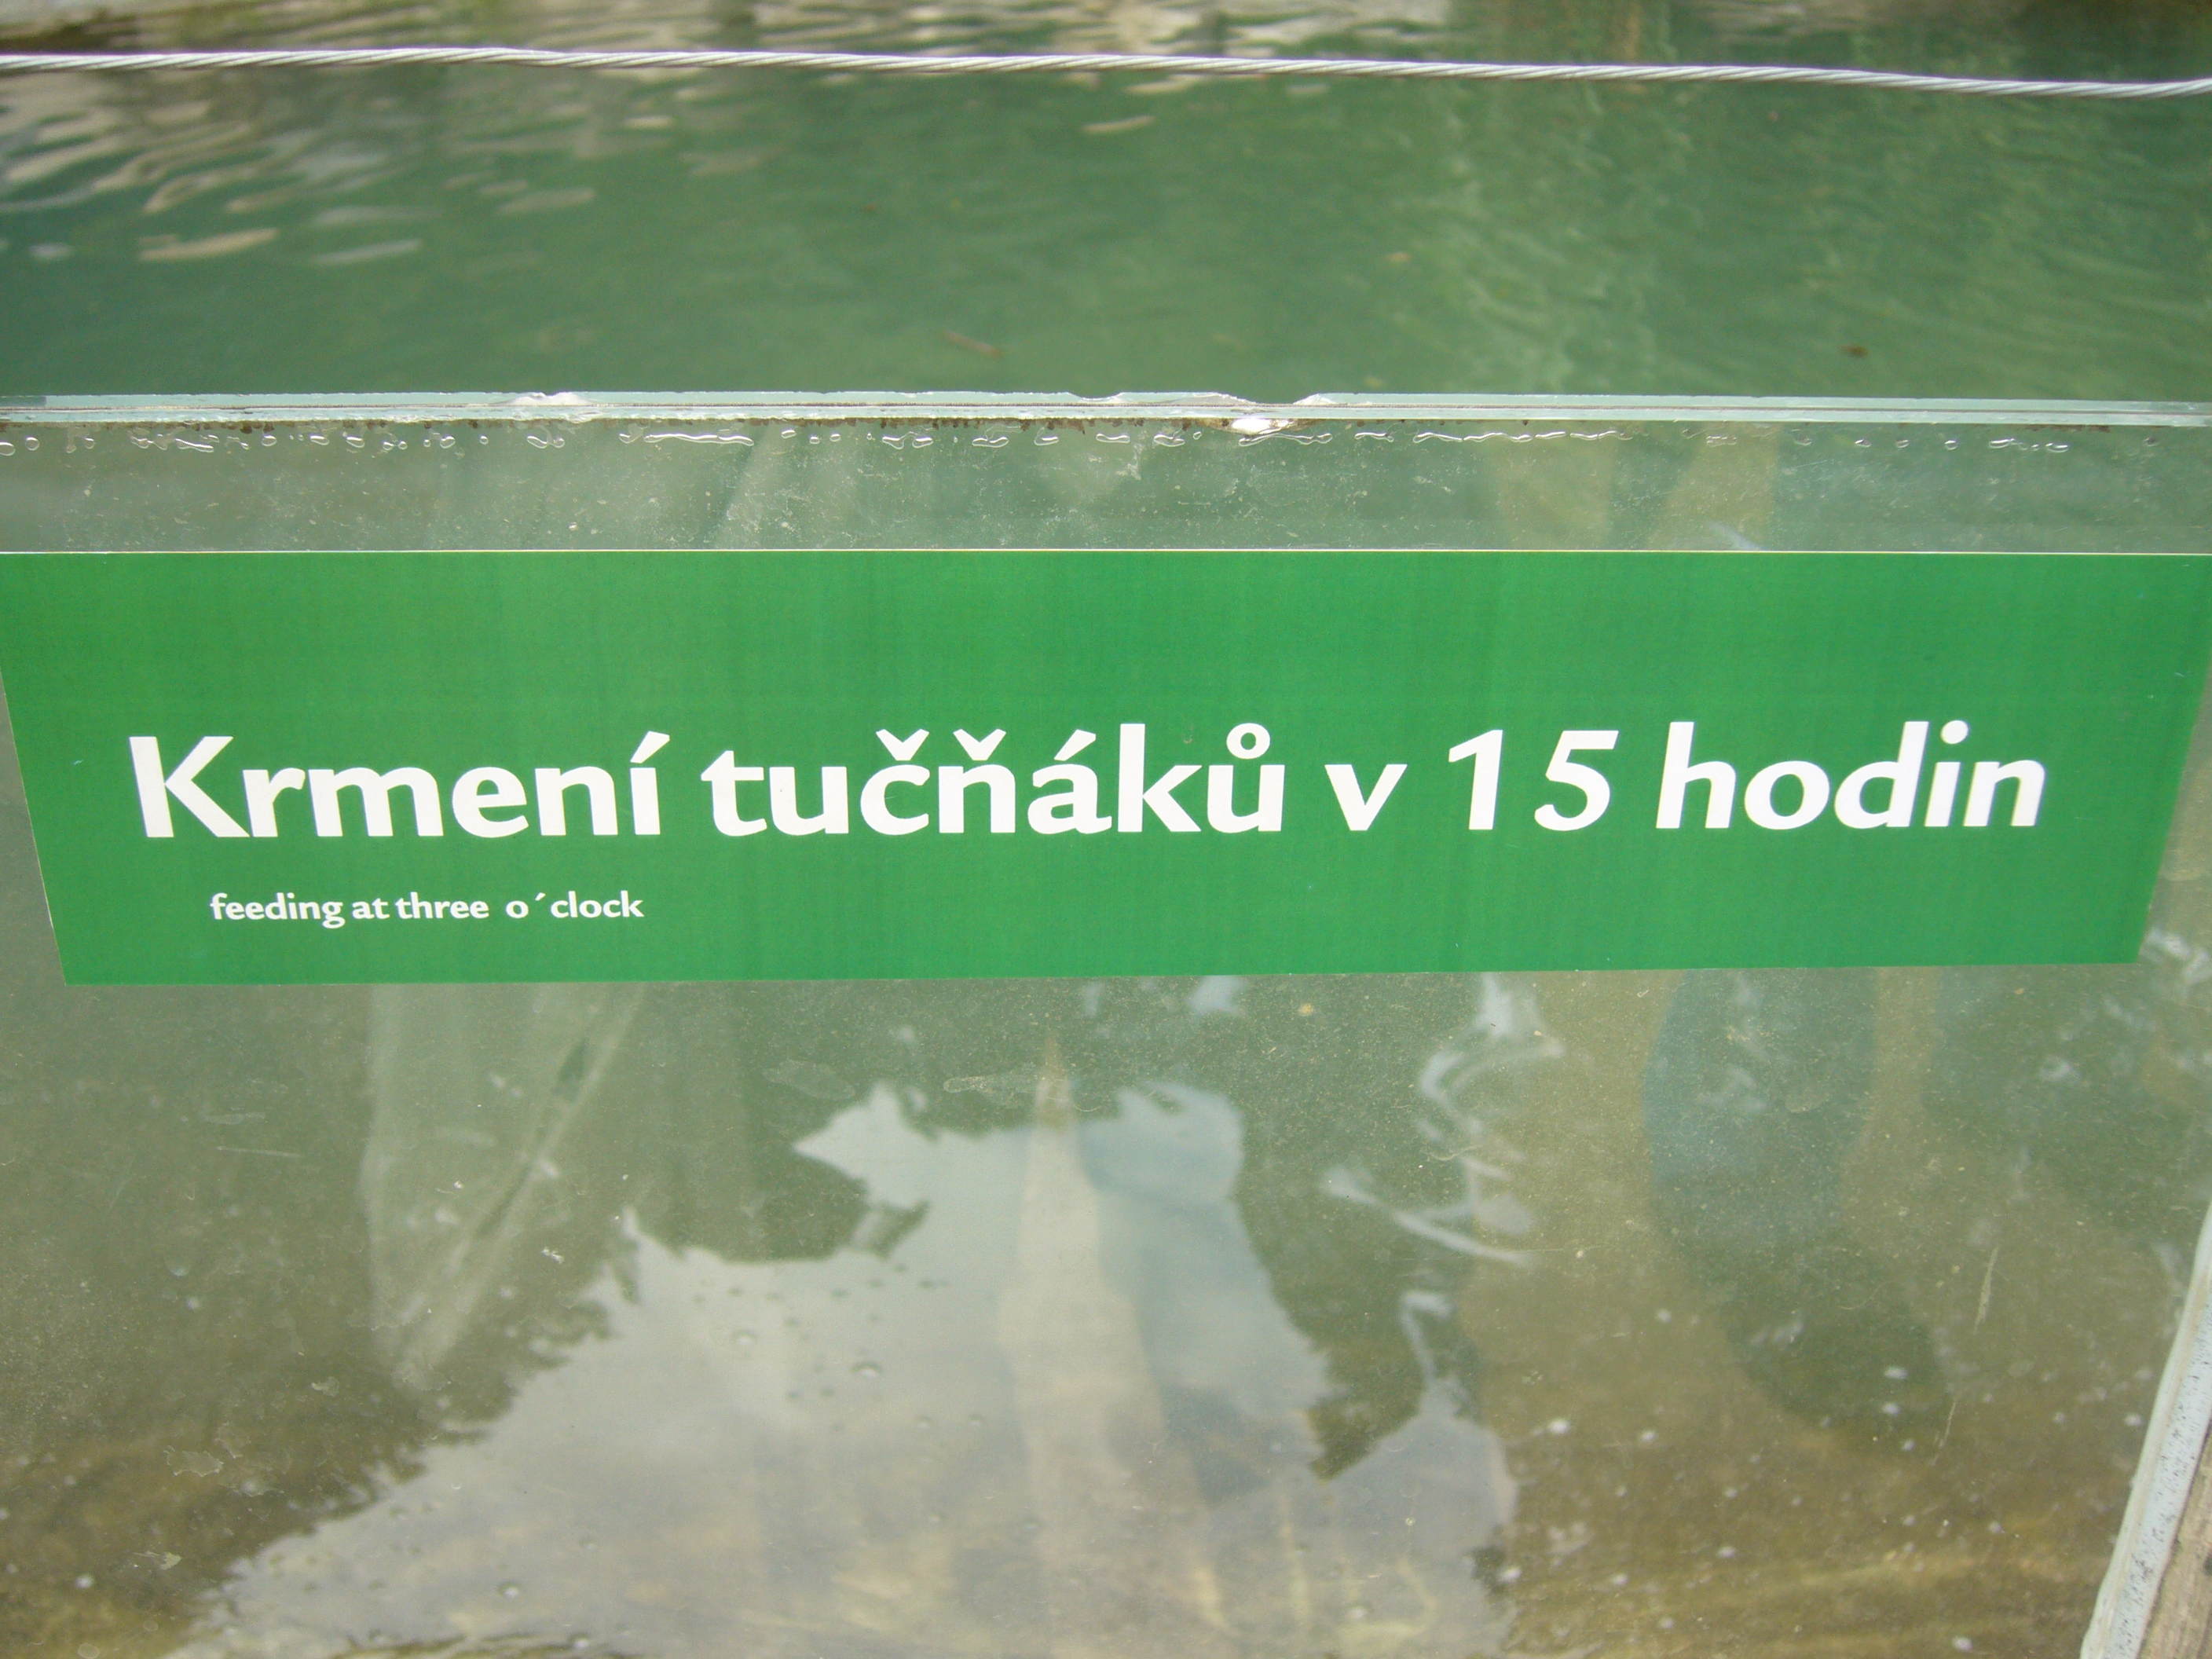 Krmení tučňáků v 15 hodin
feeding at three o´clock